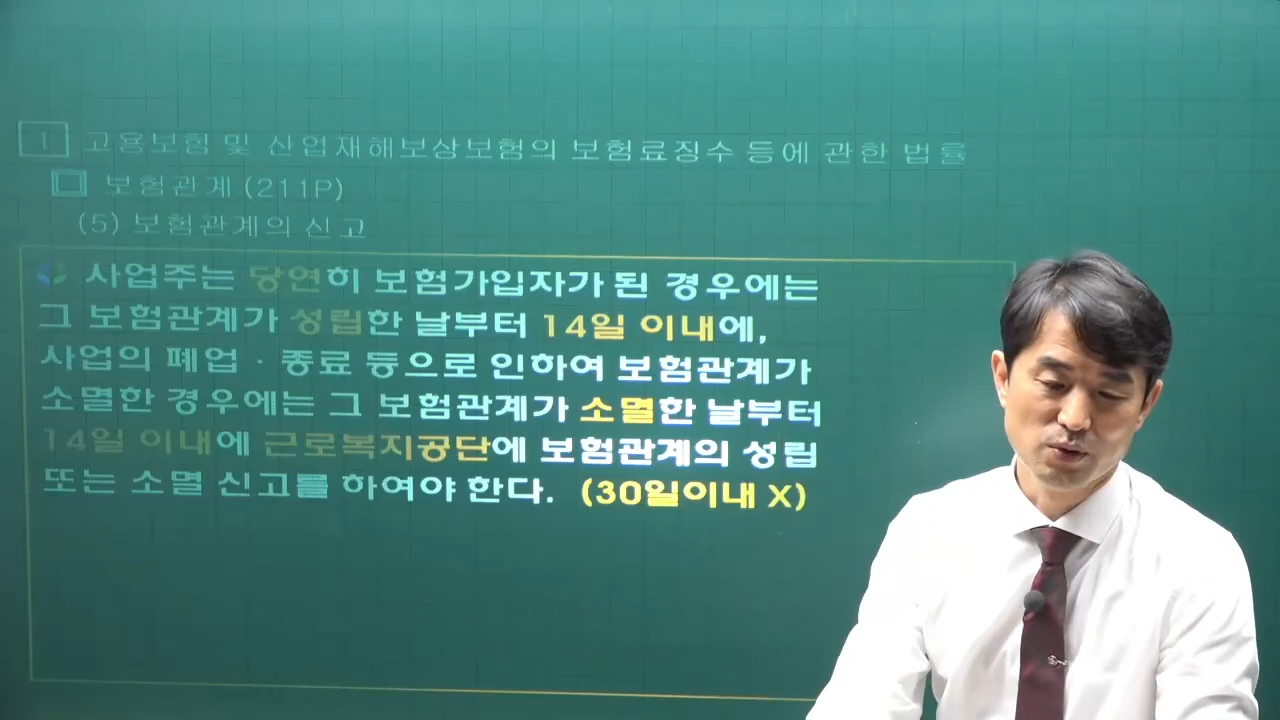 1 고용보험 및 산업재해보상보험의 보험료징수 등에 관한 법률
보험관계 (211P)
(5) 보험관계의 신고
사업주는 당연히 보험가입자가 된 경우에는
그 보험관계가 성립한 날부터 14일 이내에,
사업의 폐업 · 종료 등으로 인하여 보험관계가
소멸한 경우에는 그 보험관계가 소멸한 날부터
14일 이내에 근로복지공단에 보험관계의 성립
또는 소멸 신고를 하여야 한다. (30일이내 X)